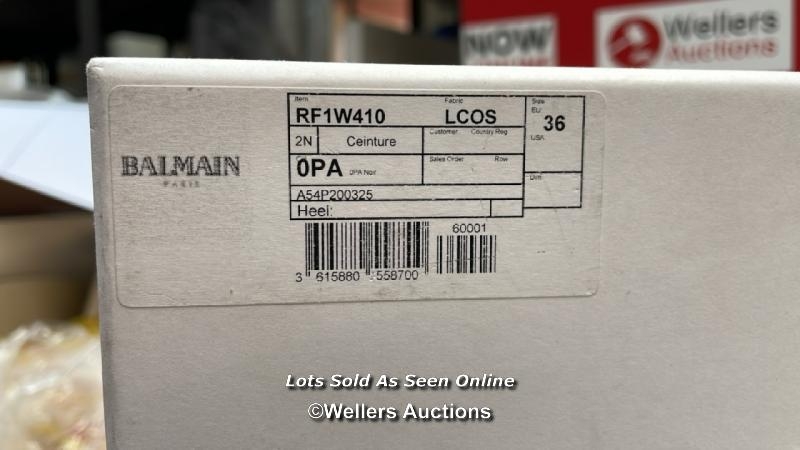 NOW
Wellers
Auctions
BALMAIN
PARIS
Item
RF1W410
Fabric
LCOS
Size
EU
36
USA
2N
Ceinture
Customer
Country Reg
0PA
0PA Noir
Sales Order
Row
Dim
A54P200325
Heel:
60001
3 615880 558700
Lots Sold As Seen Online
©Wellers Auctions